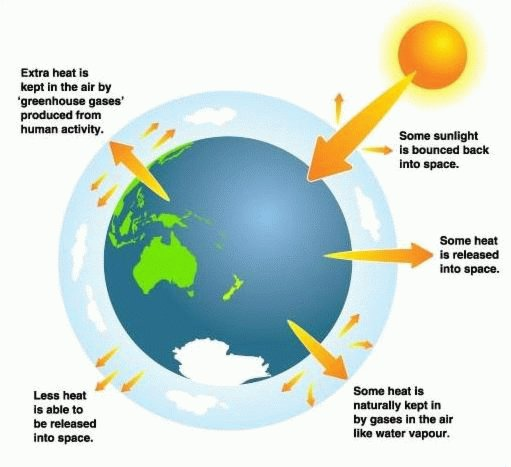 Extra heat is
kept in the air by
'greenhouse gases'
produced from
human activity.
Some sunlight
is bounced back
into space.
Some heat
is released
into space.
Some heat is
naturally kept in
by gases in the air
like water vapour.
Less heat
is able to
be released
into space.